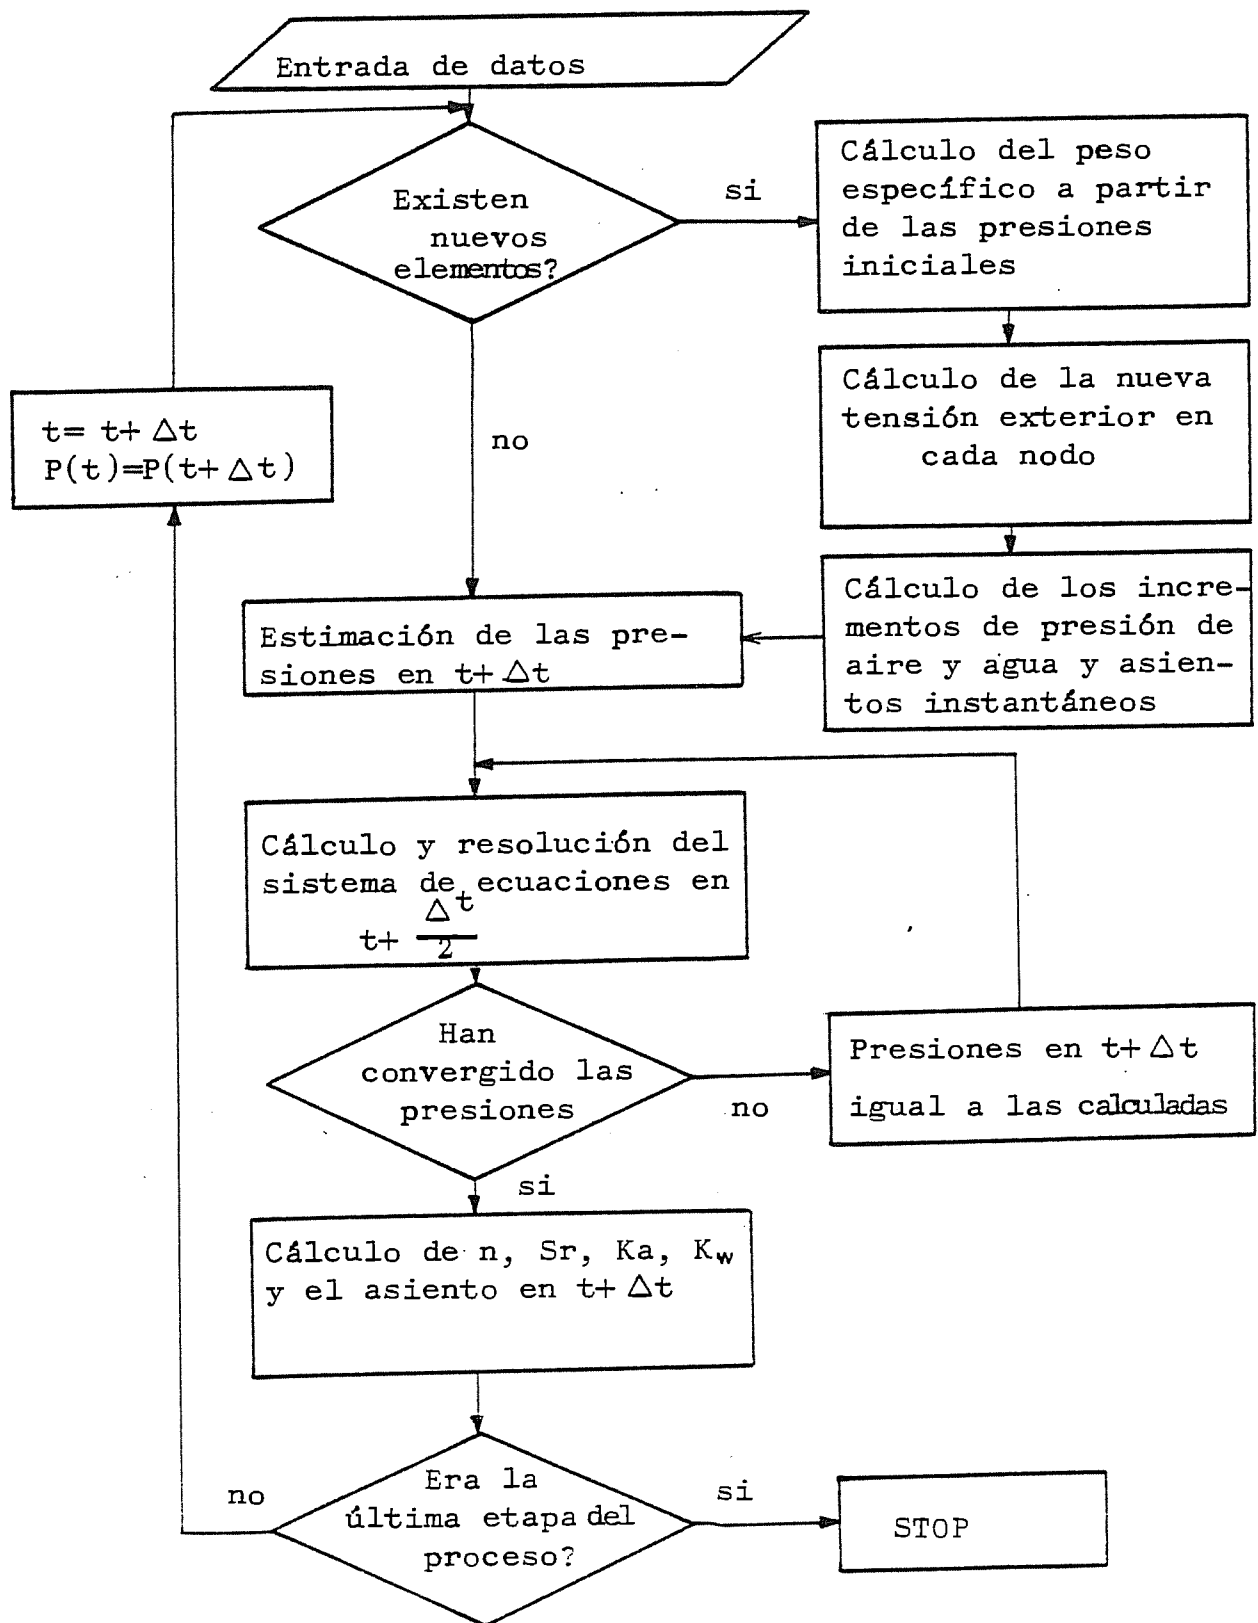 Entrada de datos
Existen
nuevos
elementos?
si
Cálculo del peso
específico a partir
de las presiones
iniciales
Cálculo de la nueva
tensión exterior en
cada nodo
Cálculo de los incre-
mentos de presión de
aire y agua y asien-
tos instantáneos
no
t= t+ Δt
P(t)=P(t+ Δt)
Estimación de las pre-
siones en t+ Δt
Cálculo y resolución del
sistema de ecuaciones en
t+ Δt/2
Han
convergido las
presiones
no
Presiones en t+ Δt
igual a las calculadas
si
Cálculo de n, Sr, Ka, Kw
y el asiento en t+ Δt
Era la
última etapa del
proceso?
no
si
STOP